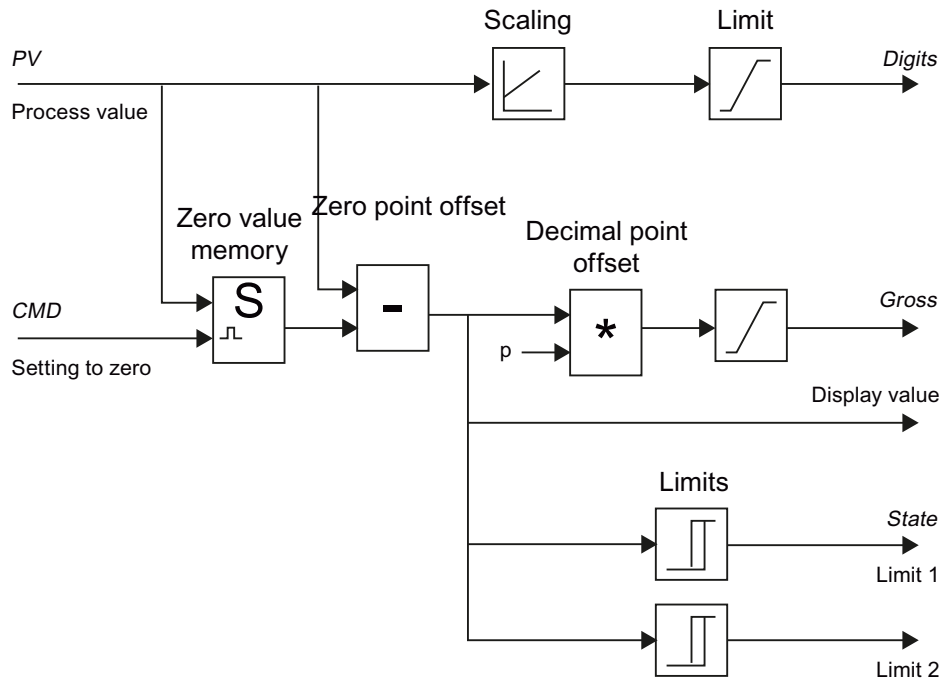 Scaling
Limit
PV
Digits
Process value
Zero value
memory
Zero point offset
Decimal point
offset
CMD
S
-
*
Gross
p
Setting to zero
Display value
Limits
State
Limit 1
Limit 2